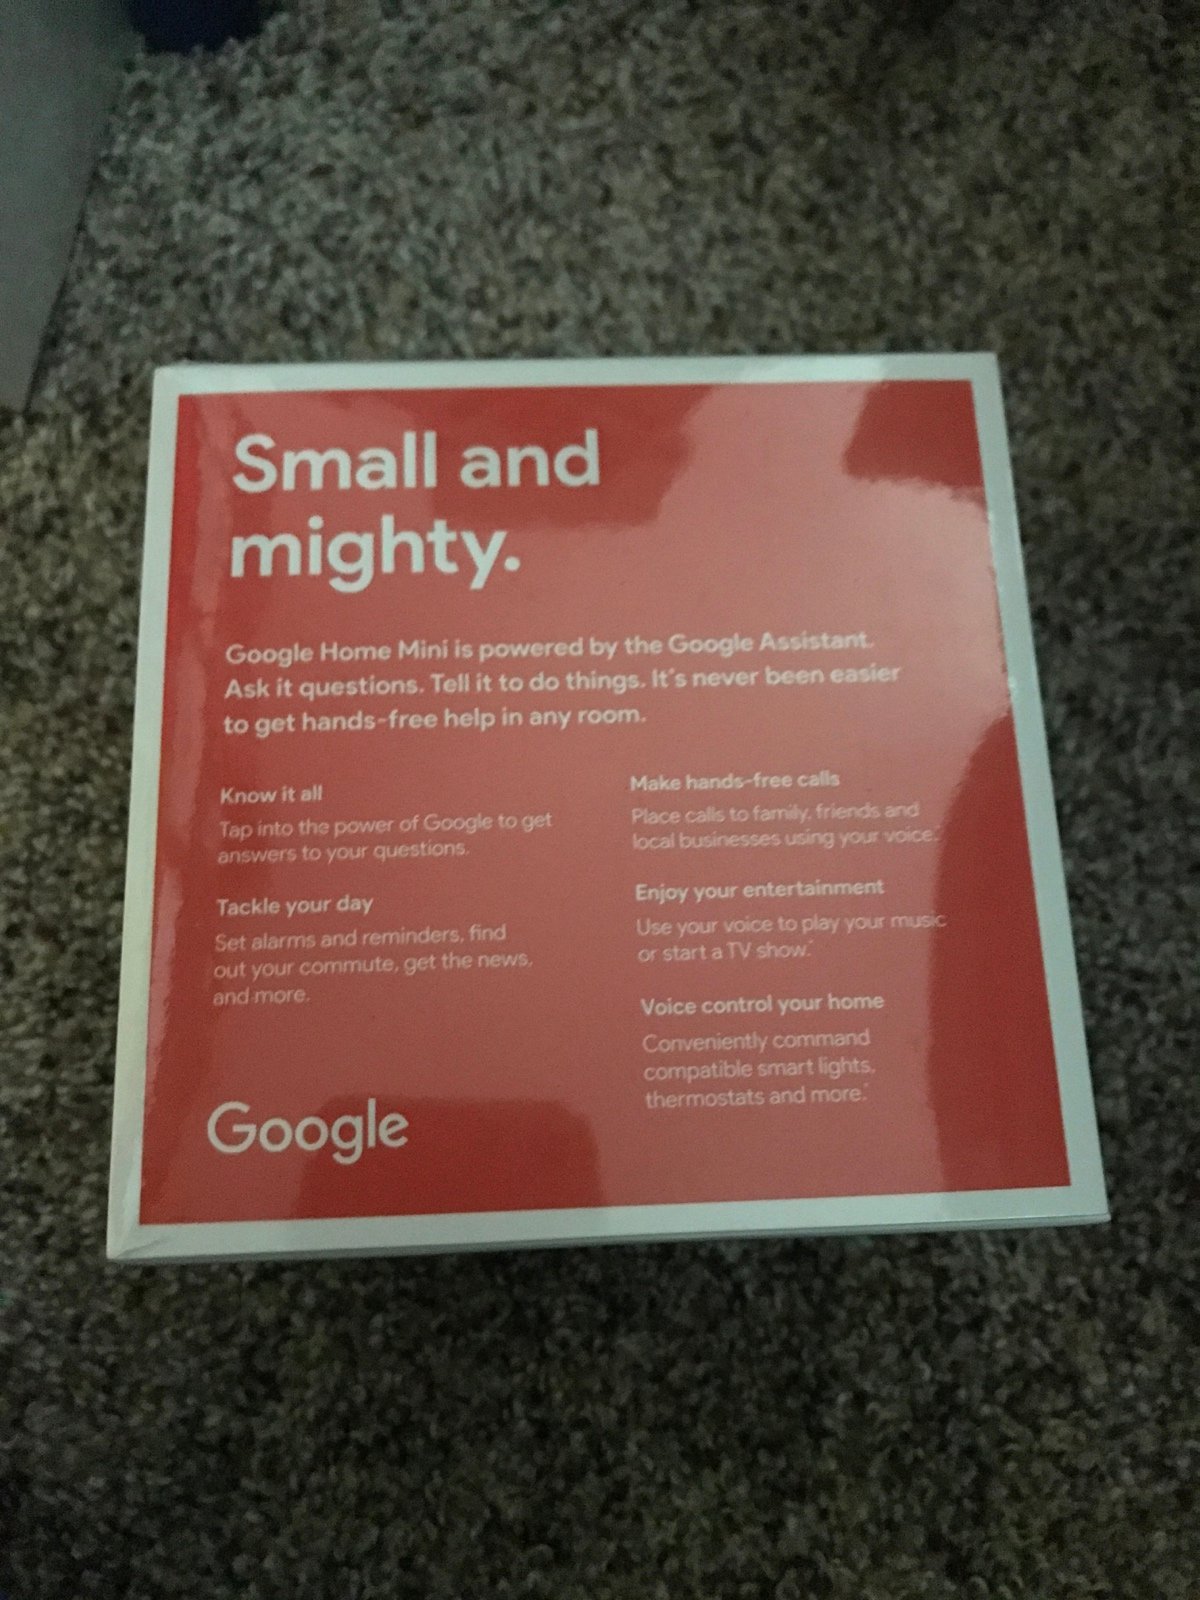 Small and
mighty.
Google Home Mini is powered by the Google Assistant.
Ask it questions. Tell it to do things. It's never been easier
to get hands-free help in any room.
Know it all
Tap into the power of Google to get
answers to your questions.
Tackle your day
Set alarms and reminders, find
out your commute, get the news,
and more.
Make hands-free calls
Place calls to family, friends and
local businesses using your voice.*
Enjoy your entertainment
Use your voice to play your music
or start a TV show.*
Voice control your home
Conveniently command
compatible smart lights,
thermostats and more.*
Google